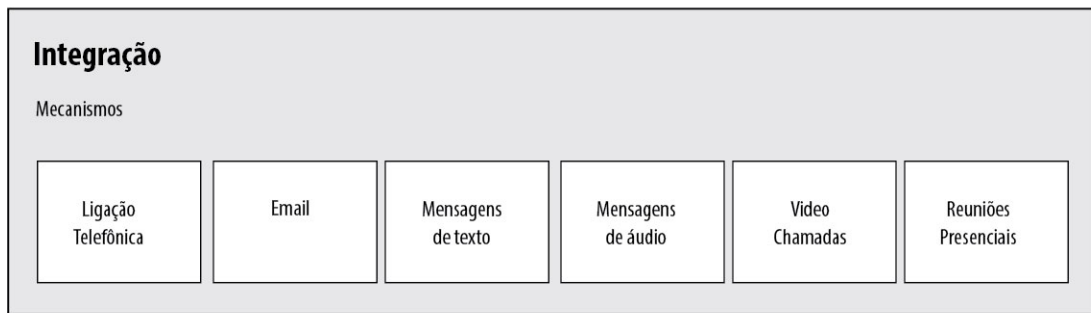 Integração
Mecanismos
Ligação
Telefônica
Email
Mensagens
de texto
Mensagens
de áudio
Video
Chamadas
Reuniões
Presenciais